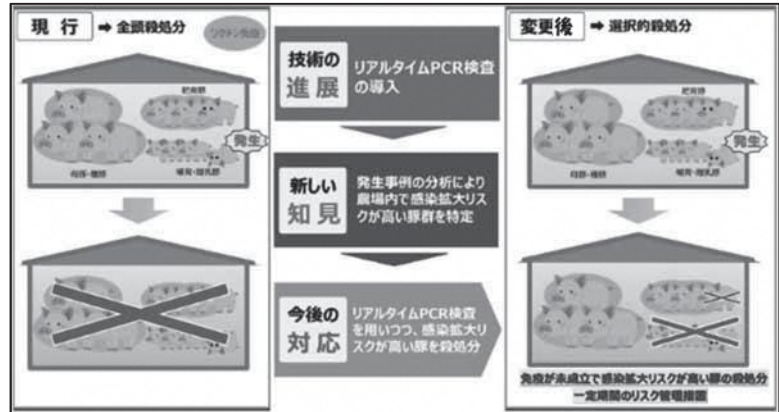 現行 ➡ 全頭殺処分
ワクチン免疫
肥育豚
発生
母豚・種豚
哺育・離乳豚
技術の
進展
リアルタイムPCR検査
の導入
新しい
知見
発生事例の分析により
農場内で感染拡大リス
クが高い豚群を特定
今後の
対応
リアルタイムPCR検査
を用いつつ、感染拡大リ
スクが高い豚を殺処分
変更後 ➡ 選択的殺処分
肥育豚
発生
母豚・種豚
哺育・離乳豚
免疫が未成立で感染拡大リスクが高い豚の殺処分
一定期間のリスク管理措置